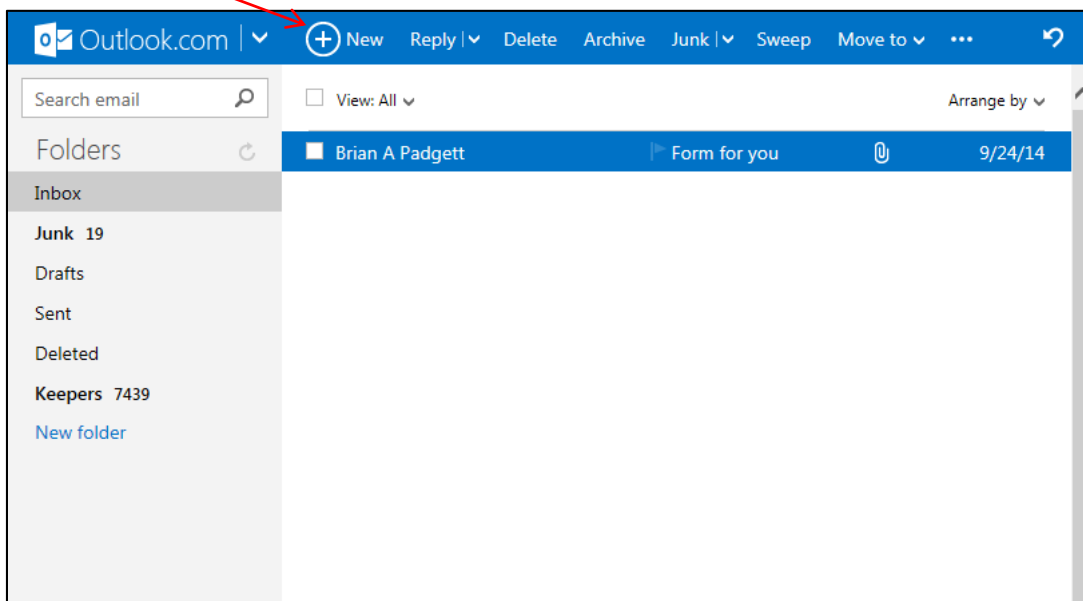 Outlook.com New Reply Delete Archive Junk Sweep Move to ...
Search email
View: All Arrange by
Folders
Brian A Padgett Form for you 9/24/14
Inbox
Junk 19
Drafts
Sent
Deleted
Keepers 7439
New folder